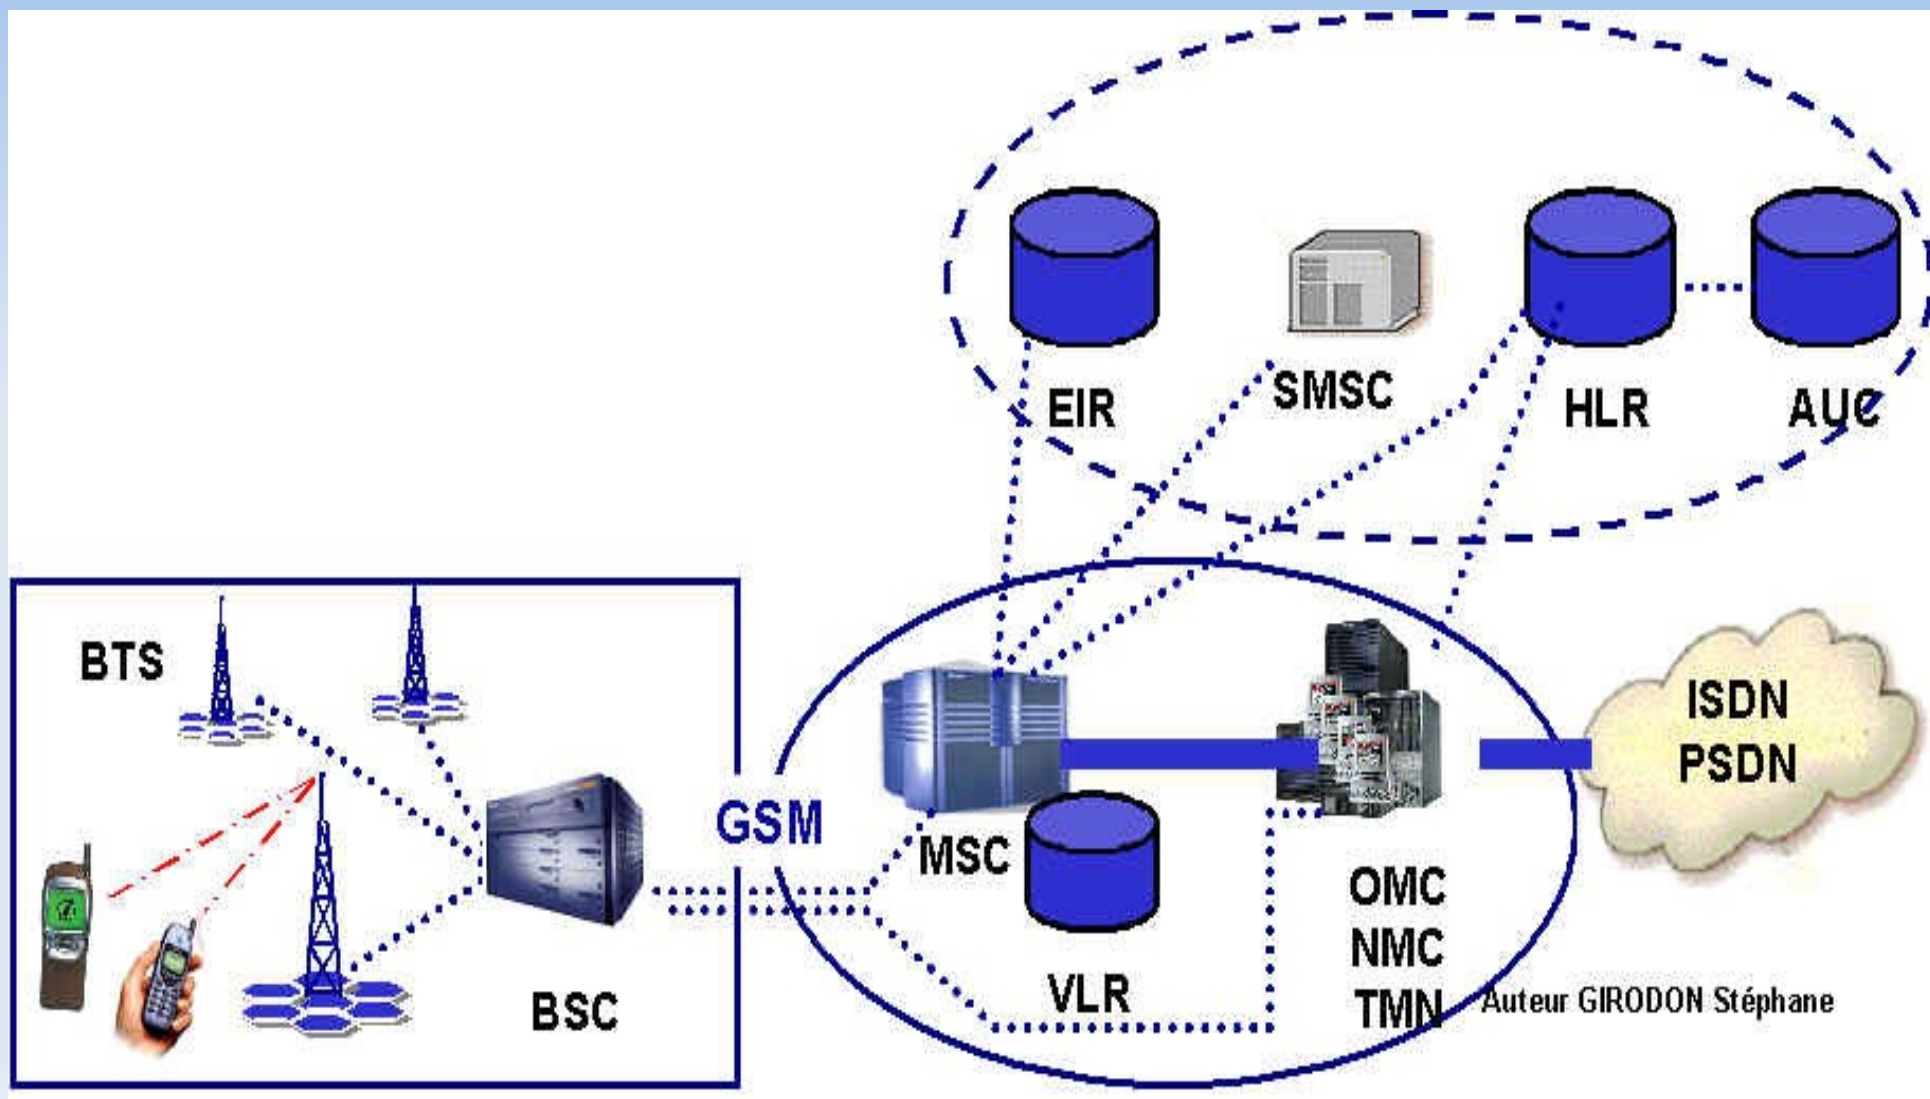 EIR
SMSC
HLR
AUC
BTS
BSC
GSM
MSC
VLR
OMC
NMC
TMN
ISDN
PSDN
Auteur GIRODON Stéphane